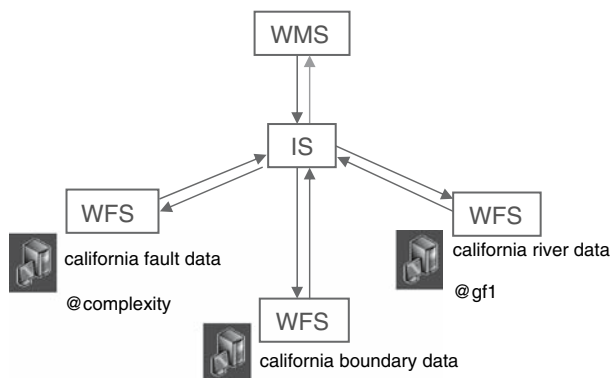 WMS
IS
WFS
california fault data
@complexity
WFS
california river data
@gf1
WFS
california boundary data